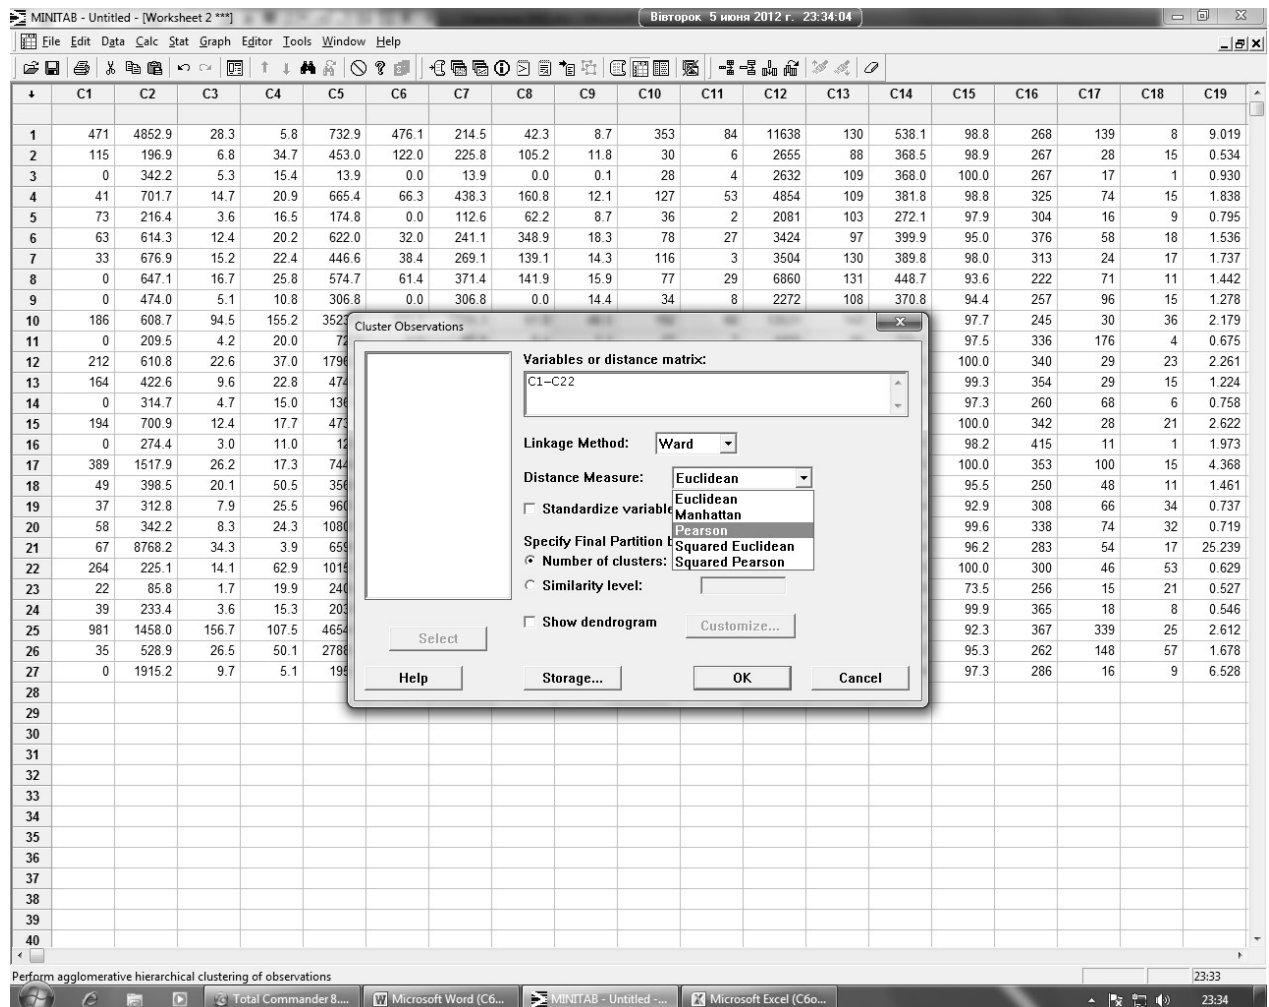 MINITAB - Untitled - [Worksheet 2 ***]
Вівторок 5 июня 2012 г. 23:34:04
File Edit Data Calc Stat Graph Editor Tools Window Help
C1 C2 C3 C4 C5 C6 C7 C8 C9 C10 C11 C12 C13 C14 C15 C16 C17 C18 C19
1 471 4852.9 28.3 5.8 732.9 476.1 214.5 42.3 8.7 353 84 11638 130 538.1 98.8 268 139 8 9.019
2 115 196.9 6.8 34.7 453.0 122.0 225.8 105.2 11.8 30 6 2655 88 368.5 98.9 267 28 15 0.534
3 0 342.2 5.3 15.4 13.9 0.0 13.9 0.0 0.1 28 4 2632 109 368.0 100.0 267 17 1 0.930
4 41 701.7 14.7 20.9 665.4 66.3 438.3 160.8 12.1 127 53 4854 109 381.8 98.8 325 74 15 1.838
5 73 216.4 3.6 16.5 174.8 0.0 112.6 62.2 8.7 36 2 2081 103 272.1 97.9 304 16 9 0.795
6 63 614.3 12.4 20.2 622.0 32.0 241.1 348.9 18.3 78 27 3424 97 399.9 95.0 376 58 18 1.536
7 33 676.9 15.2 22.4 446.6 38.4 269.1 139.1 14.3 116 3 3504 130 389.8 98.0 313 24 17 1.737
8 0 647.1 16.7 25.8 574.7 61.4 371.4 141.9 15.9 77 29 6860 131 448.7 93.6 222 71 11 1.442
9 0 474.0 5.1 10.8 306.8 0.0 306.8 0.0 14.4 34 8 2272 108 370.8 94.4 257 96 15 1.278
10 186 608.7 94.5 155.2 3523 97.7 245 30 36 2.179
11 0 209.5 4.2 20.0 72 97.5 336 176 4 0.675
12 212 610.8 22.6 37.0 1796 100.0 340 29 23 2.261
13 164 422.6 9.6 22.8 474 99.3 354 29 15 1.224
14 0 314.7 4.7 15.0 136 97.3 260 68 6 0.758
15 194 700.9 12.4 17.7 473 100.0 342 28 21 2.622
16 0 274.4 3.0 11.0 12 98.2 415 11 1 1.973
17 389 1517.9 26.2 17.3 744 100.0 353 100 15 4.368
18 49 398.5 20.1 50.5 356 95.5 250 48 11 1.461
19 37 312.8 7.9 25.5 960 92.9 308 66 34 0.737
20 58 342.2 8.3 24.3 1080 99.6 338 74 32 0.719
21 67 8768.2 34.3 3.9 659 96.2 283 54 17 25.239
22 264 225.1 14.1 62.9 1015 100.0 300 46 53 0.629
23 22 85.8 1.7 19.9 240 73.5 256 15 21 0.527
24 39 233.4 3.6 15.3 203 99.9 365 18 8 0.546
25 981 1458.0 156.7 107.5 4654 92.3 367 339 25 2.612
26 35 528.9 26.5 50.1 2788 95.3 262 148 57 1.678
27 0 1915.2 9.7 5.1 195 97.3 286 16 9 6.528
28
29
30
31
32
33
34
35
36
37
38
39
40
Cluster Observations
Variables or distance matrix:
C1-C22
Linkage Method: Ward
Distance Measure: Euclidean
Euclidean
Manhattan
Pearson
Squared Euclidean
Squared Pearson
Standardize variable
Specify Final Partition b
Number of clusters:
Similarity level:
Show dendrogram
Customize...
Select
Help
Storage...
OK
Cancel
Perform agglomerative hierarchical clustering of observations
23:33
Total Commander 8....
Microsoft Word (Сб...
MINITAB - Untitled -...
Microsoft Excel (Сбо...
23:34